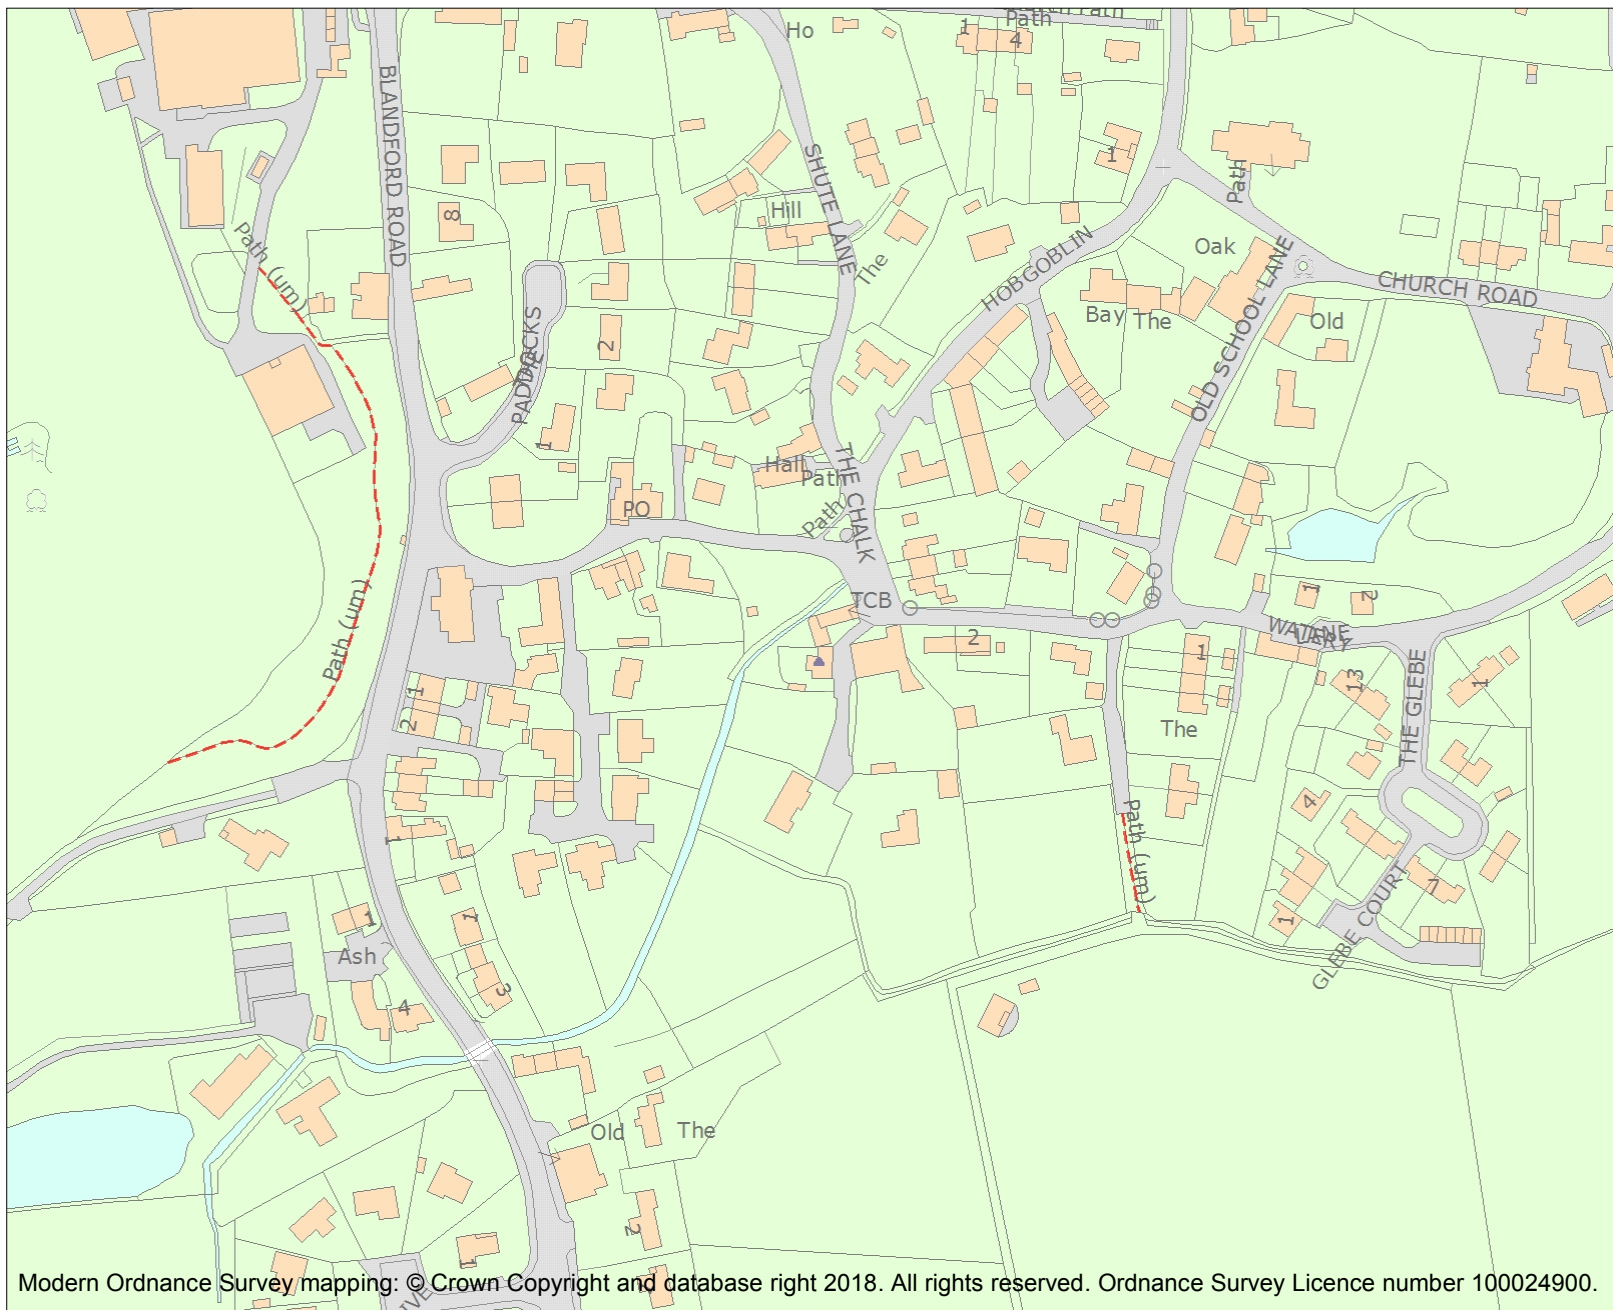 Path
Ho
1
4
BLANDFORD ROAD
SHUTE LANE
1
Path
8
Hill
The
HOBGOBLIN
Oak
OLD SCHOOL LANE
CHURCH ROAD
Path (um)
Bay
The
Old
PADDOCKS
2
1
Hall
Path
Path
THE CHALK
PO
Path (um)
TCB
1
2
2
1
13
1
THE GLEBE
1
2
The
4
Path (um)
1
7
1
1
GLEBE COURT
1
Ash
3
4
Old
The
2
1
Modern Ordnance Survey mapping: © Crown Copyright and database right 2018. All rights reserved. Ordnance Survey Licence number 100024900.